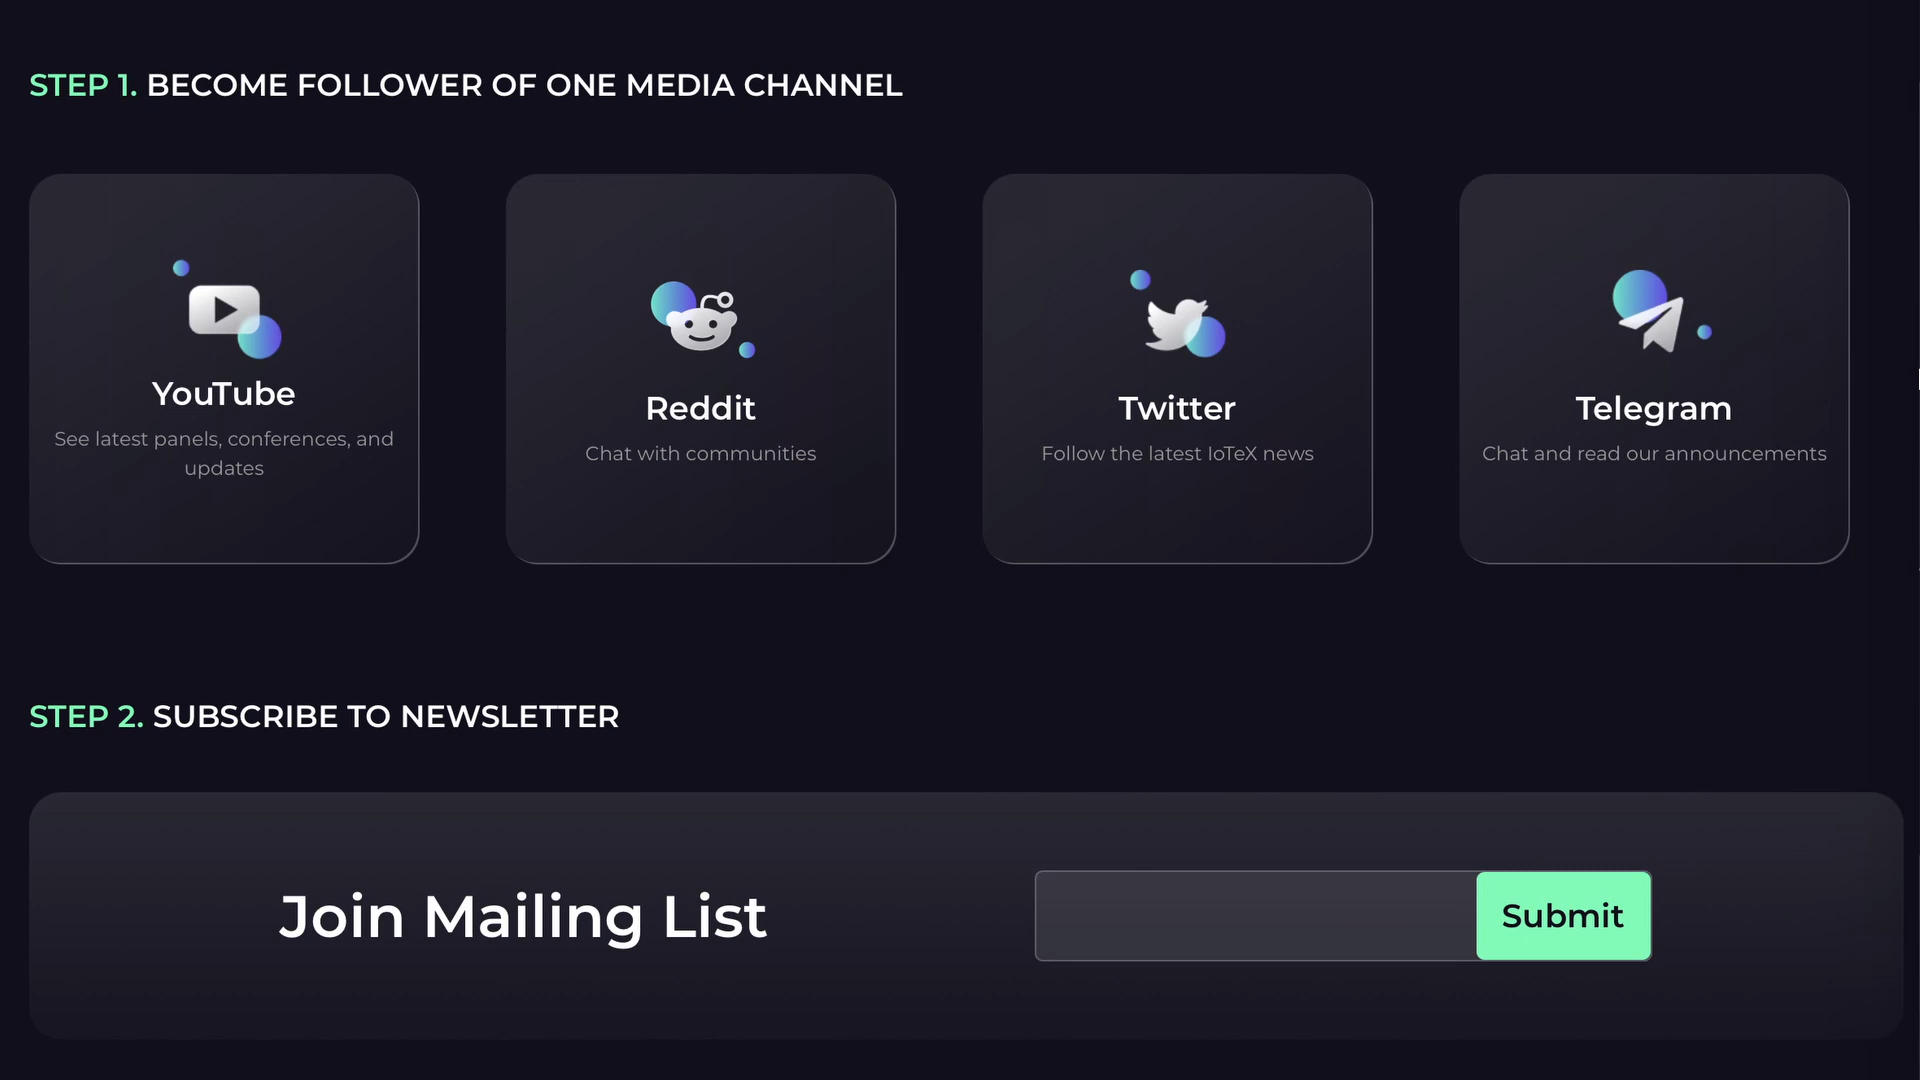 STEP 1. BECOME FOLLOWER OF ONE MEDIA CHANNEL
YouTube
See latest panels, conferences, and
updates
Reddit
Chat with communities
Twitter
Follow the latest IoTeX news
Telegram
Chat and read our announcements
STEP 2. SUBSCRIBE TO NEWSLETTER
Join Mailing List
Submit